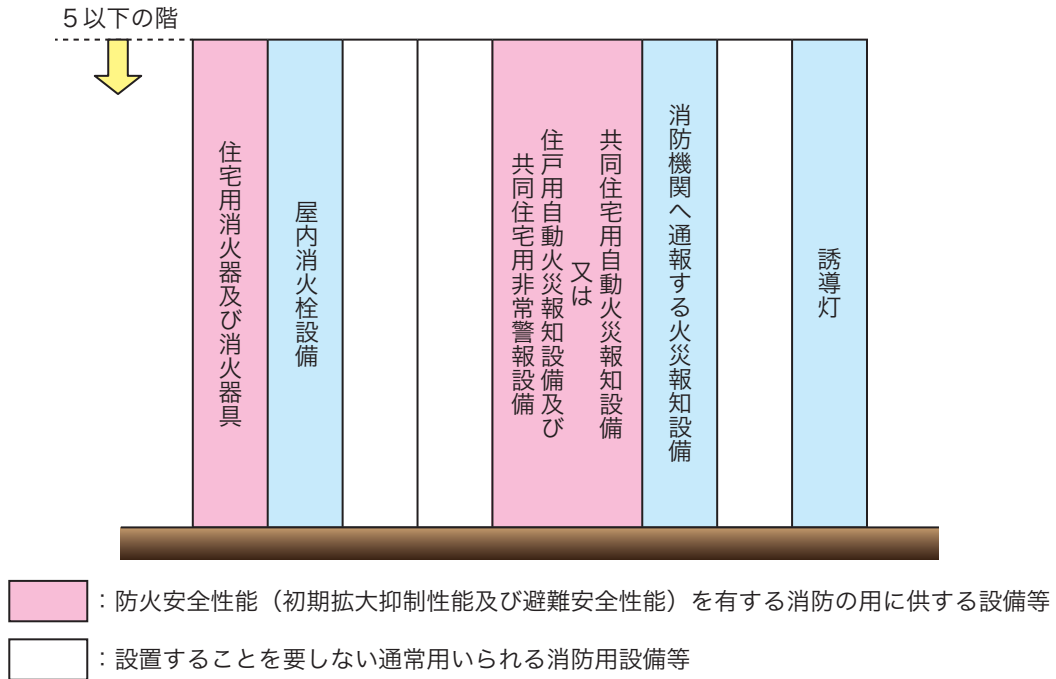 ５以下の階
住宅用消火器及び消火器具
屋内消火栓設備
共同住宅用自動火災報知設備
又は
住戸用自動火災報知設備及び
共同住宅用非常警報設備
消防機関へ通報する火災報知設備
誘導灯
：防火安全性能（初期拡大抑制性能及び避難安全性能）を有する消防の用に供する設備等
：設置することを要しない通常用いられる消防用設備等